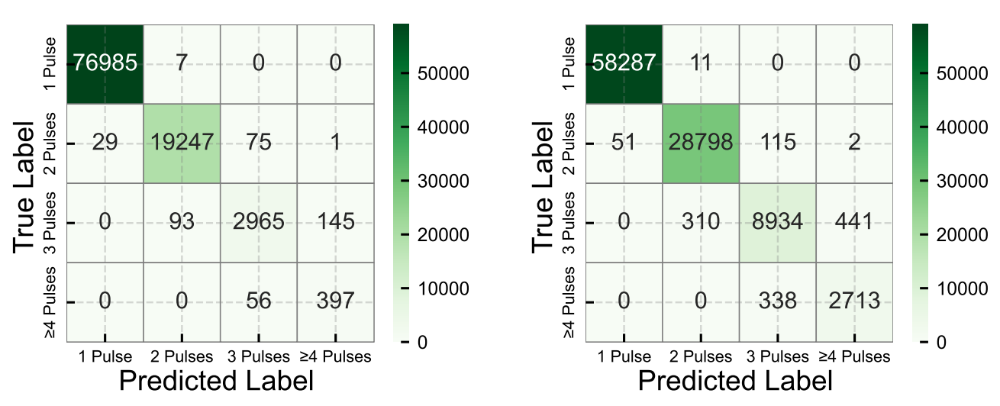 True Label
1 Pulse
76985 7 0 0
2 Pulses
29 19247 75 1
3 Pulses
0 93 2965 145
≥4 Pulses
0 0 56 397
1 Pulse 2 Pulses 3 Pulses ≥4 Pulses
Predicted Label
50000
40000
30000
20000
10000
0
True Label
1 Pulse
58287 11 0 0
2 Pulses
51 28798 115 2
3 Pulses
0 310 8934 441
≥4 Pulses
0 0 338 2713
1 Pulse 2 Pulses 3 Pulses ≥4 Pulses
Predicted Label
50000
40000
30000
20000
10000
0